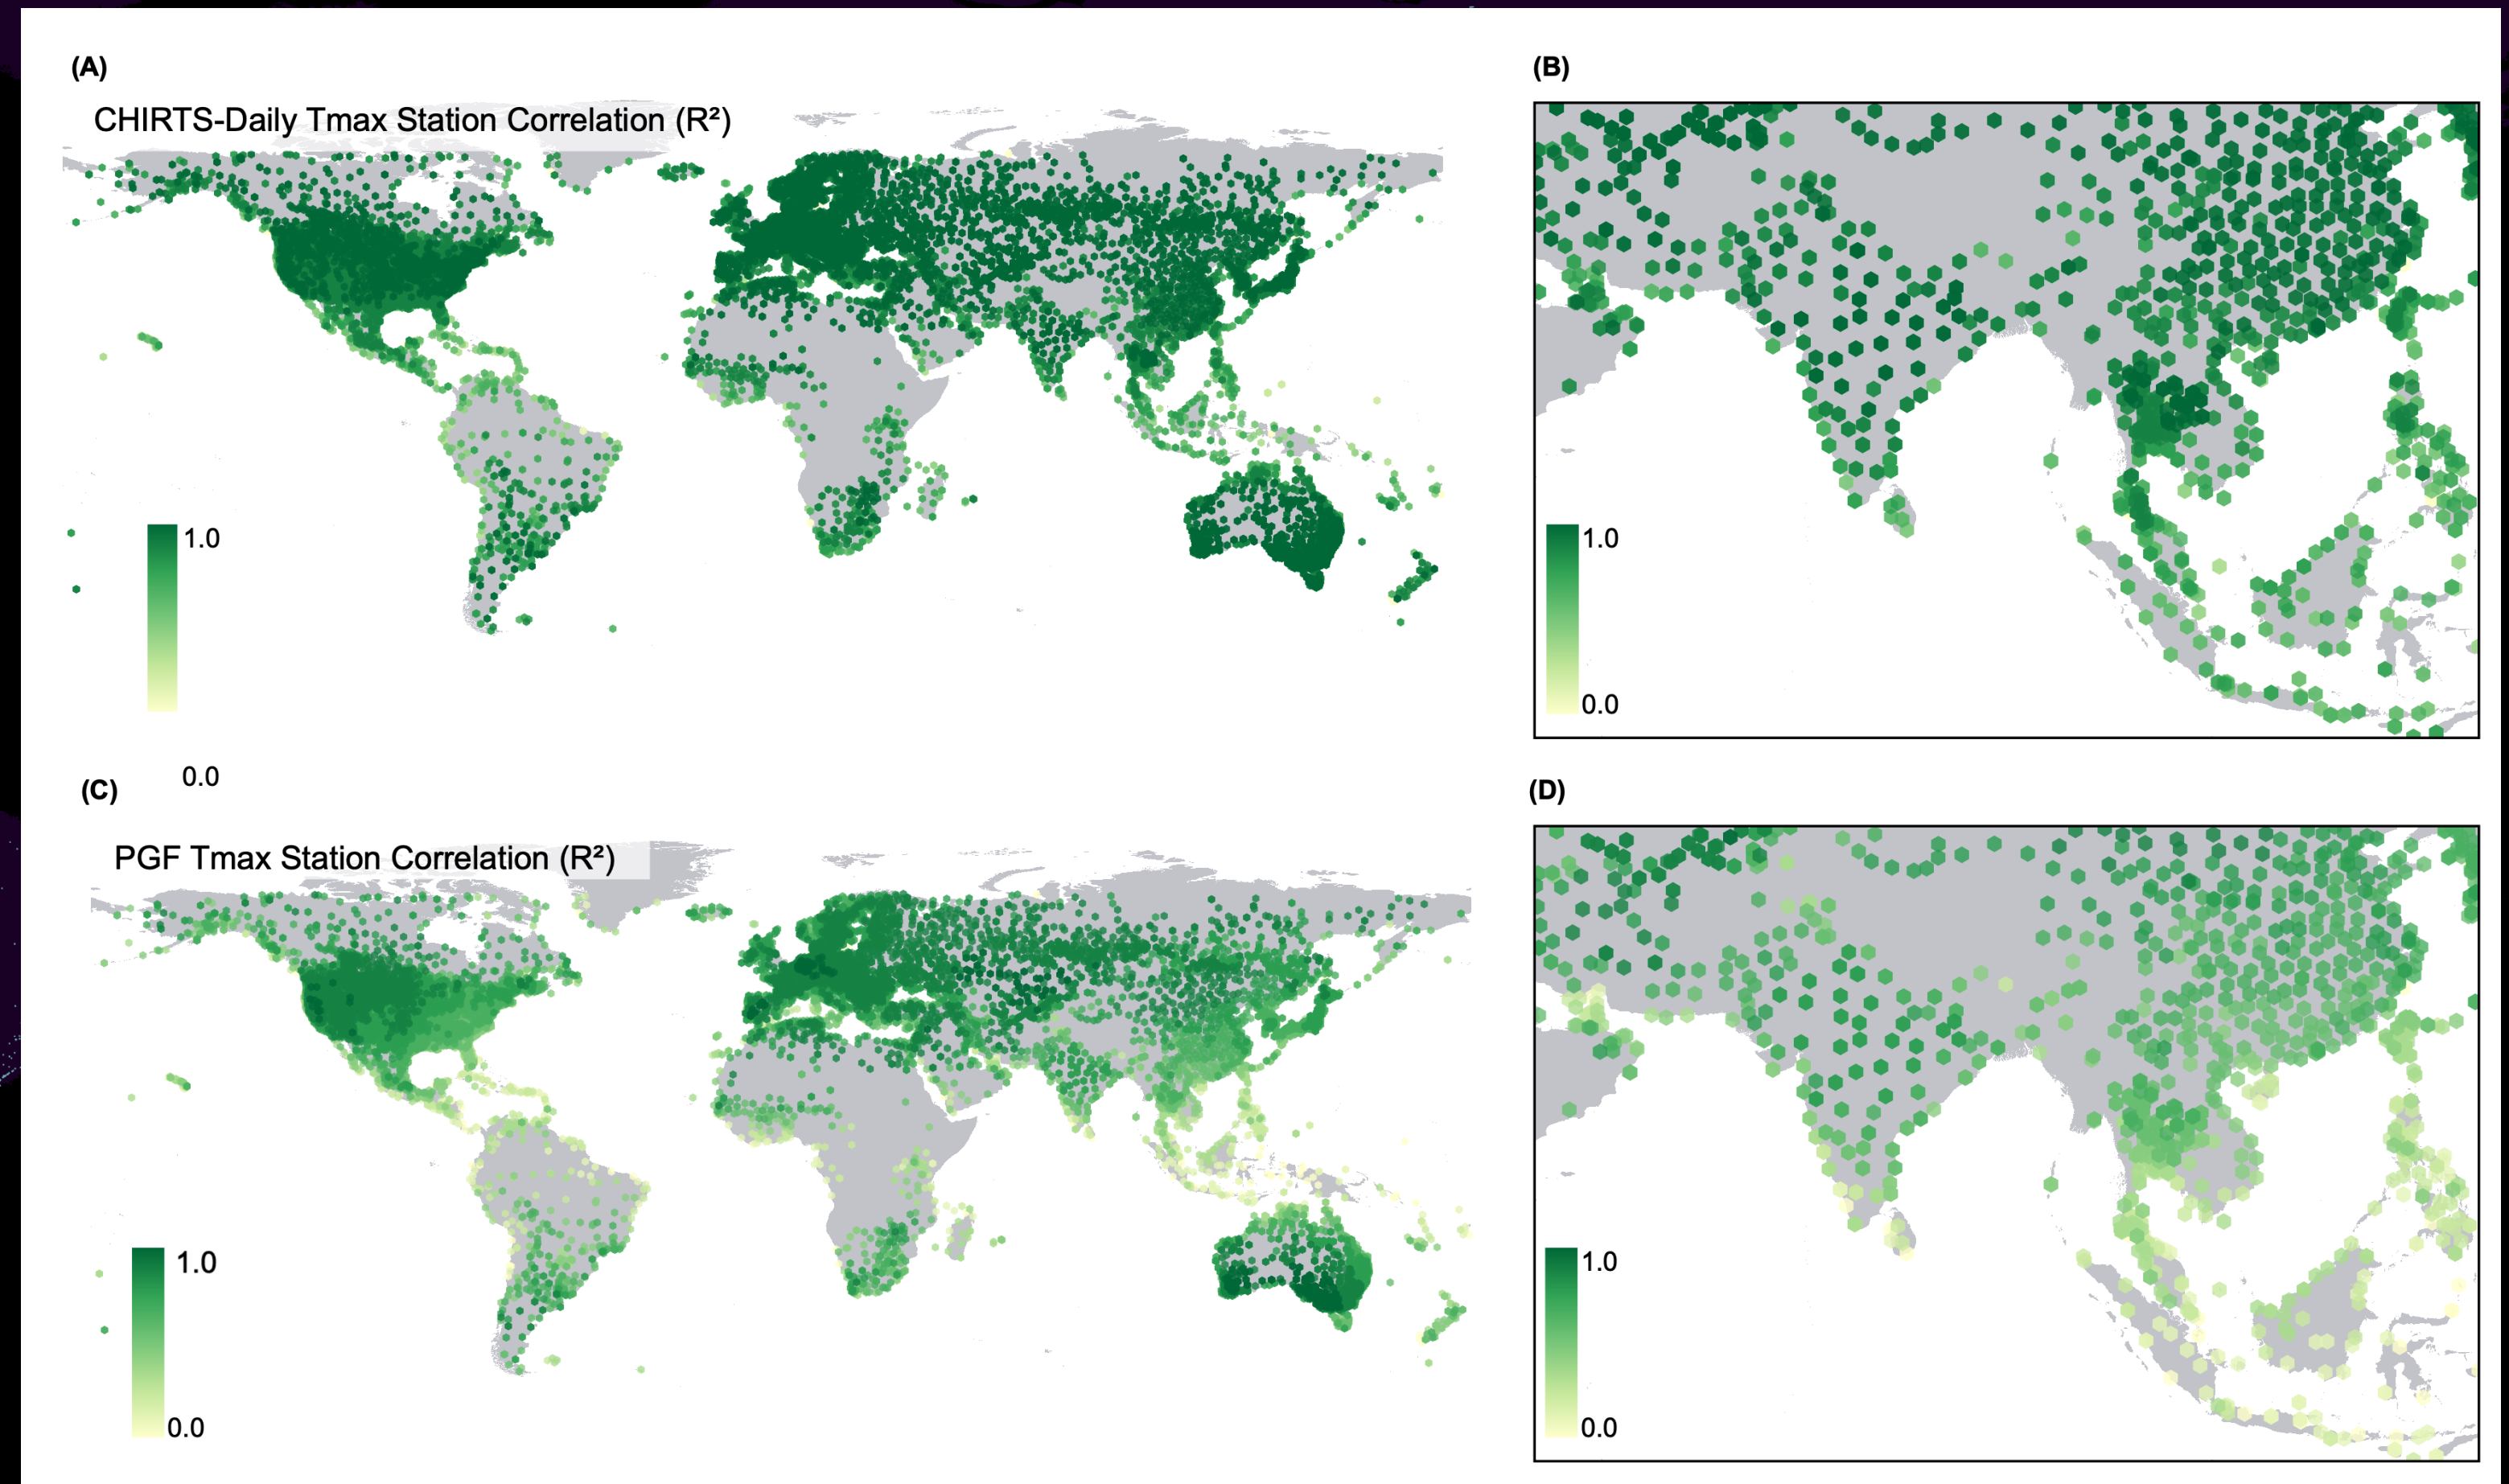 (A)
CHIRTS-Daily Tmax Station Correlation (R²)
1.0
0.0
(B)
1.0
0.0
(C)
PGF Tmax Station Correlation (R²)
1.0
0.0
(D)
1.0
0.0